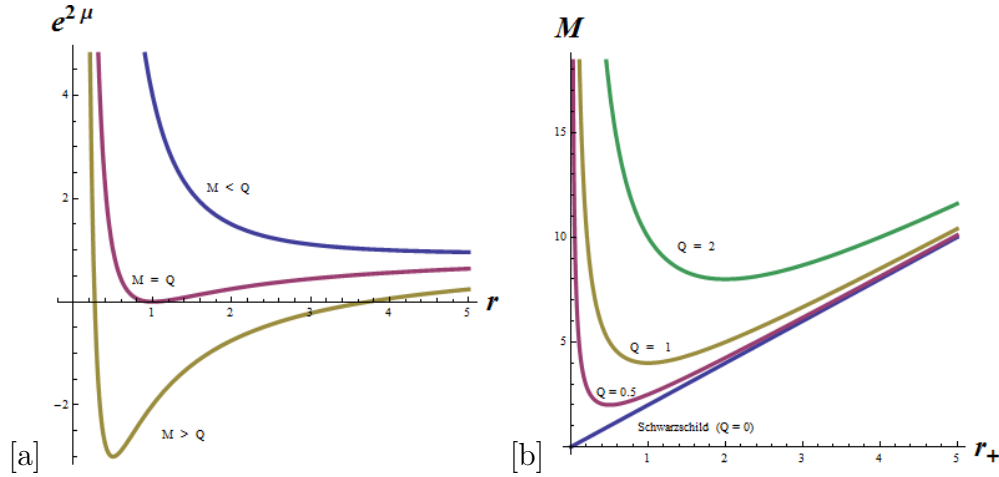 e^{2 μ}
4
2
-2
1
2
3
4
5
r
M < Q
M = Q
M > Q
[a]
M
15
10
5
1
2
3
4
5
r+
Q = 2
Q = 1
Q = 0.5
Schwarzschild (Q = 0)
[b]